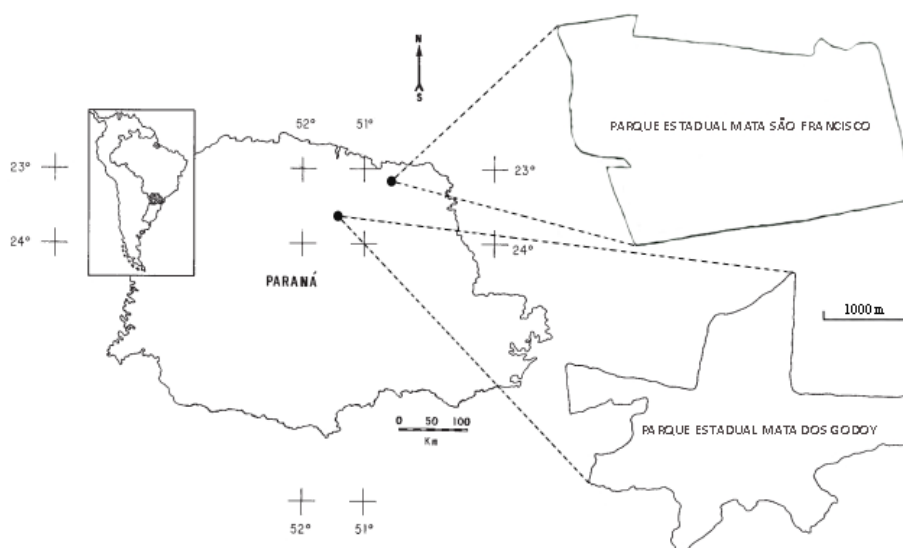 N
S
52°
51°
23°
23°
24°
24°
PARANÁ
0 50 100
Km
52°
51°
PARQUE ESTADUAL MATA SÃO FRANCISCO
1000 m
PARQUE ESTADUAL MATA DOS GODOY